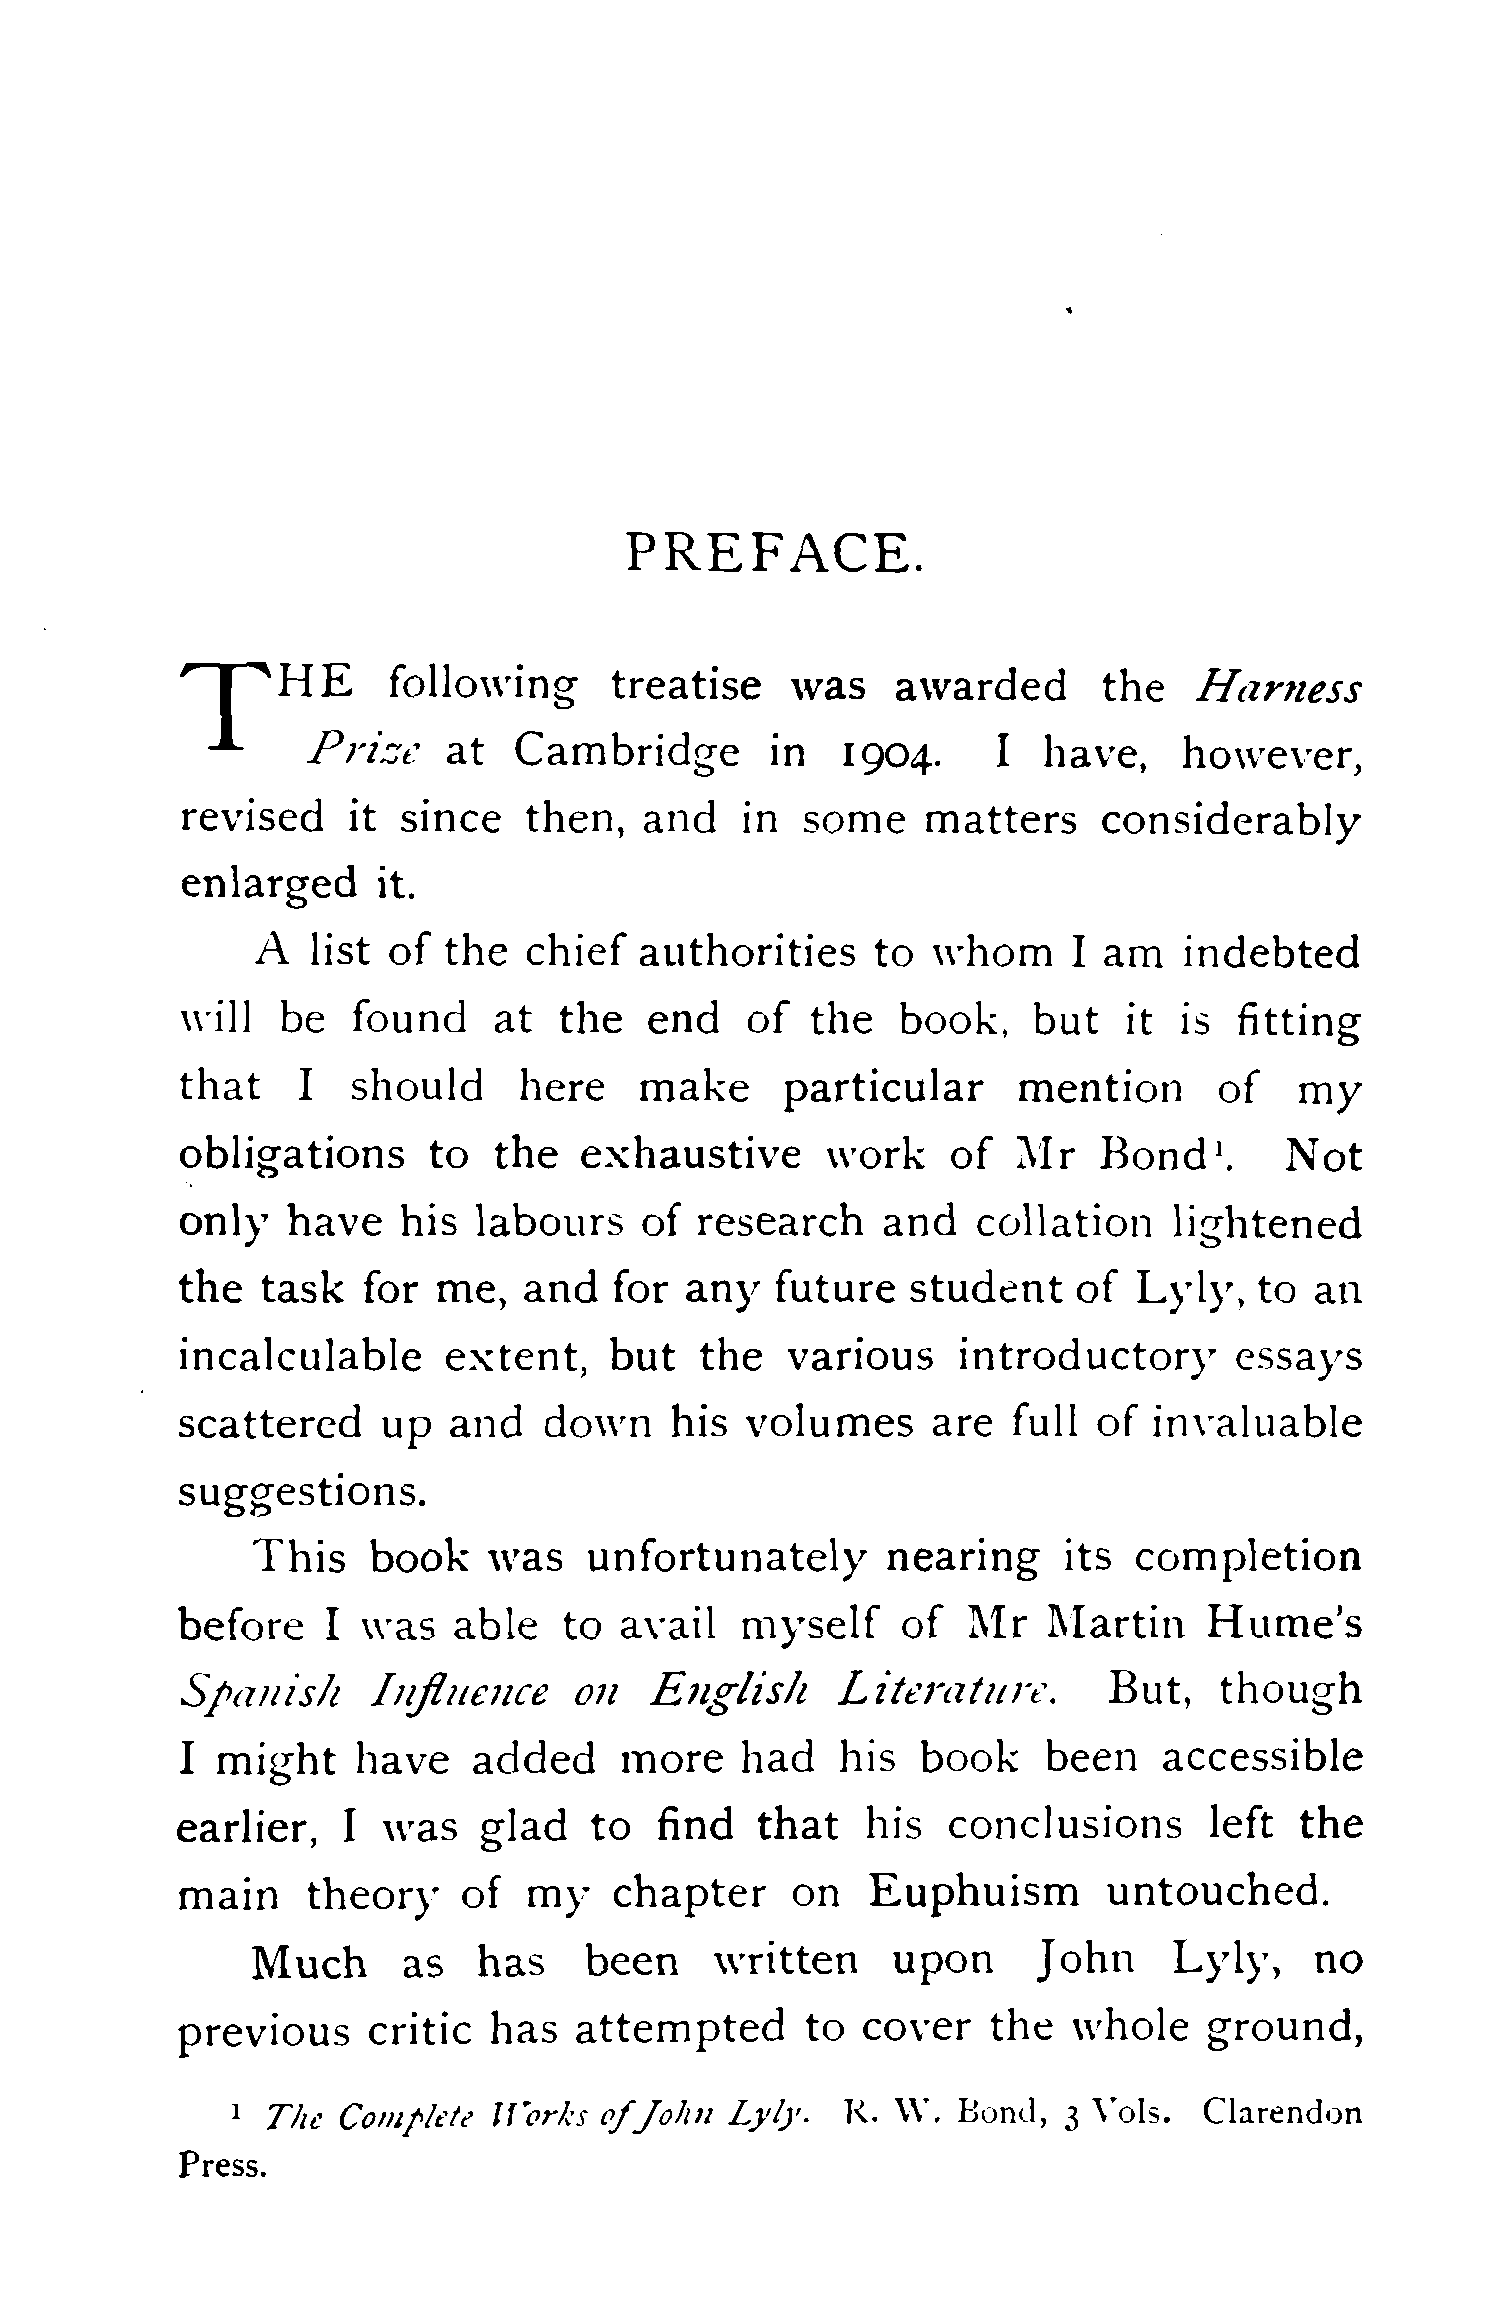 PREFACE.
THE following treatise was awarded the Harness
Prize at Cambridge in 1904. I have, however,
revised it since then, and in some matters considerably
enlarged it.
A list of the chief authorities to whom I am indebted
will be found at the end of the book, but it is fitting
that I should here make particular mention of my
obligations to the exhaustive work of Mr Bond¹. Not
only have his labours of research and collation lightened
the task for me, and for any future student of Lyly, to an
incalculable extent, but the various introductory essays
scattered up and down his volumes are full of invaluable
suggestions.
This book was unfortunately nearing its completion
before I was able to avail myself of Mr Martin Hume's
Spanish Influence on English Literature. But, though
I might have added more had his book been accessible
earlier, I was glad to find that his conclusions left the
main theory of my chapter on Euphuism untouched.
Much as has been written upon John Lyly, no
previous critic has attempted to cover the whole ground,
¹ The Complete Works of John Lyly. R. W. Bond, 3 Vols. Clarendon
Press.